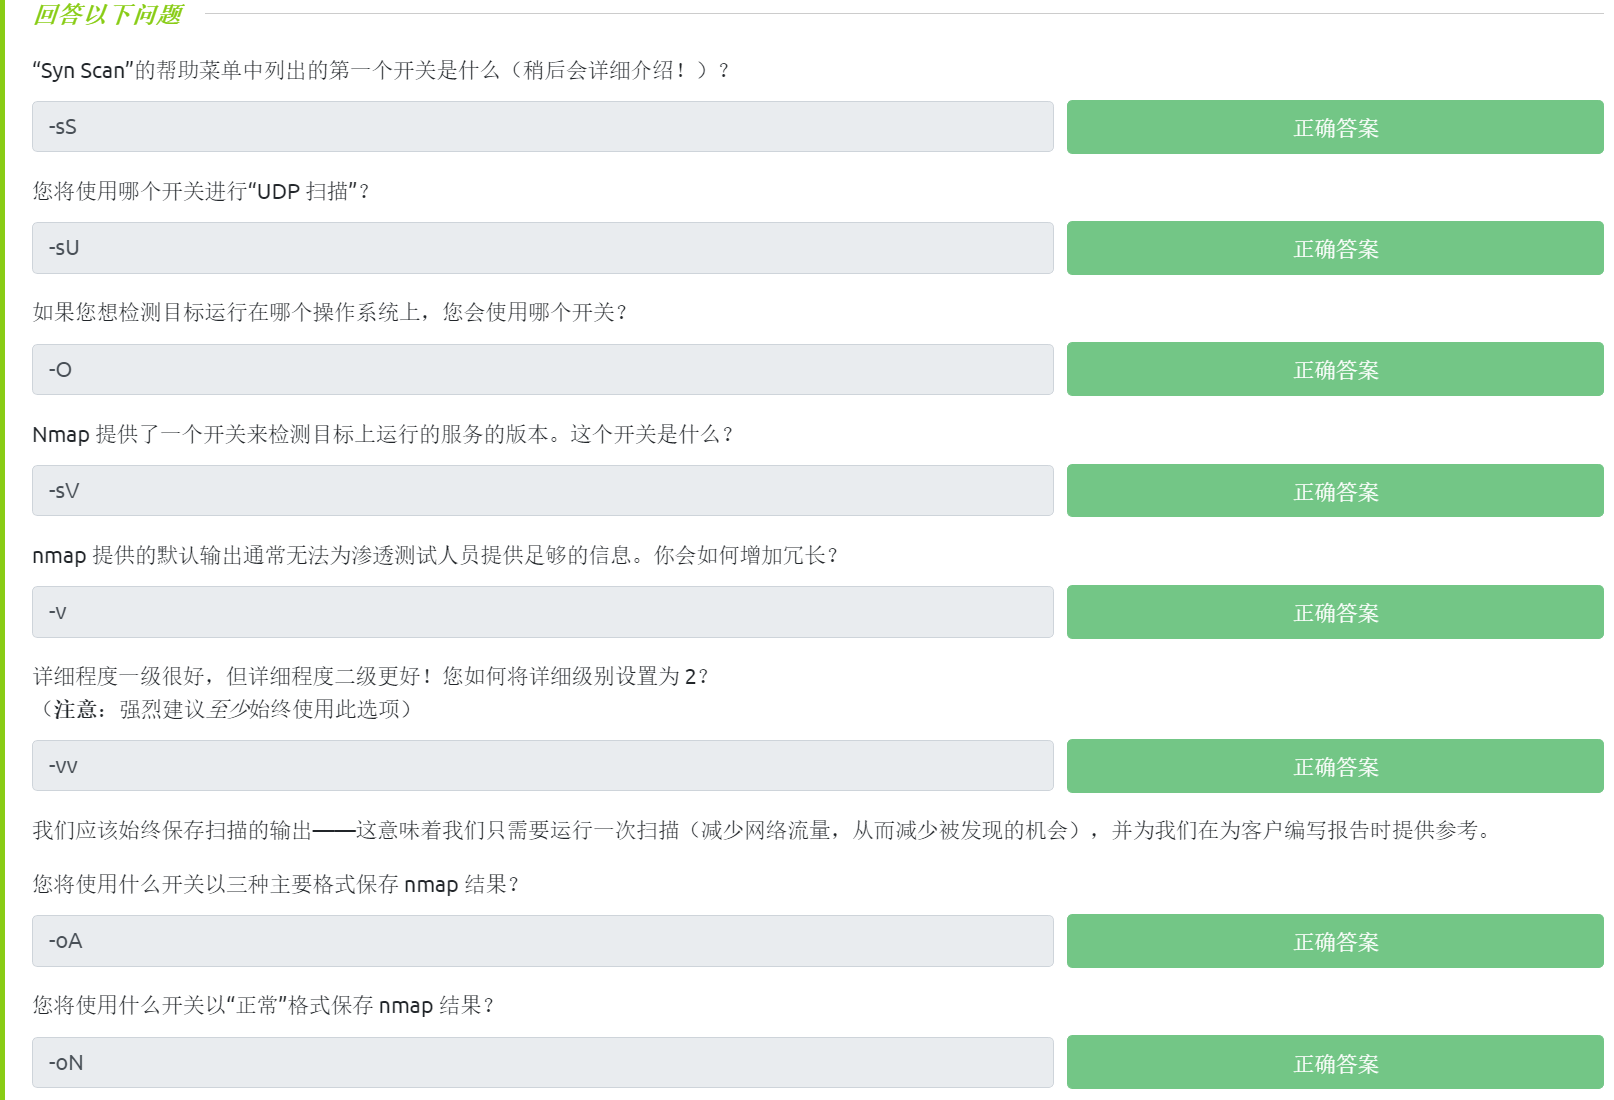 回答以下问题
“Syn Scan”的帮助菜单中列出的第一个开关是什么（稍后会详细介绍！）？
-sS
正确答案
您将使用哪个开关进行“UDP 扫描”？
-sU
正确答案
如果您想检测目标运行在哪个操作系统上，您会使用哪个开关？
-O
正确答案
Nmap 提供了一个开关来检测目标上运行的服务的版本。这个开关是什么？
-sV
正确答案
nmap 提供的默认输出通常无法为渗透测试人员提供足够的信息。你会如何增加冗长？
-v
正确答案
详细程度一级很好，但详细程度二级更好！您如何将详细级别设置为 2？
（注意：强烈建议至少始终使用此选项）
-vv
正确答案
我们应该始终保存扫描的输出——这意味着我们只需要运行一次扫描（减少网络流量，从而减少被发现的机会），并为我们在为客户编写报告时提供参考。
您将使用什么开关以三种主要格式保存 nmap 结果？
-oA
正确答案
您将使用什么开关以“正常”格式保存 nmap 结果？
-oN
正确答案